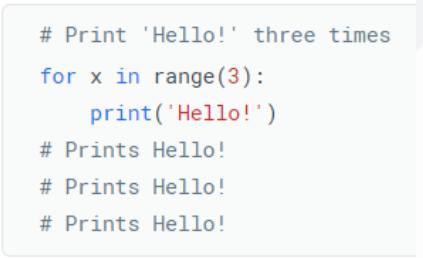 # Print 'Hello!' three times
for x in range(3):
    print('Hello!')
# Prints Hello!
# Prints Hello!
# Prints Hello!